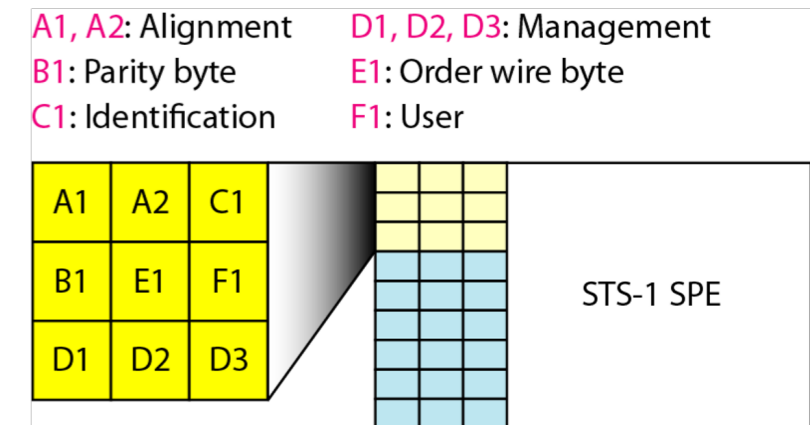 A1, A2: Alignment D1, D2, D3: Management
B1: Parity byte E1: Order wire byte
C1: Identification F1: User
A1 A2 C1
B1 E1 F1
D1 D2 D3
STS-1 SPE